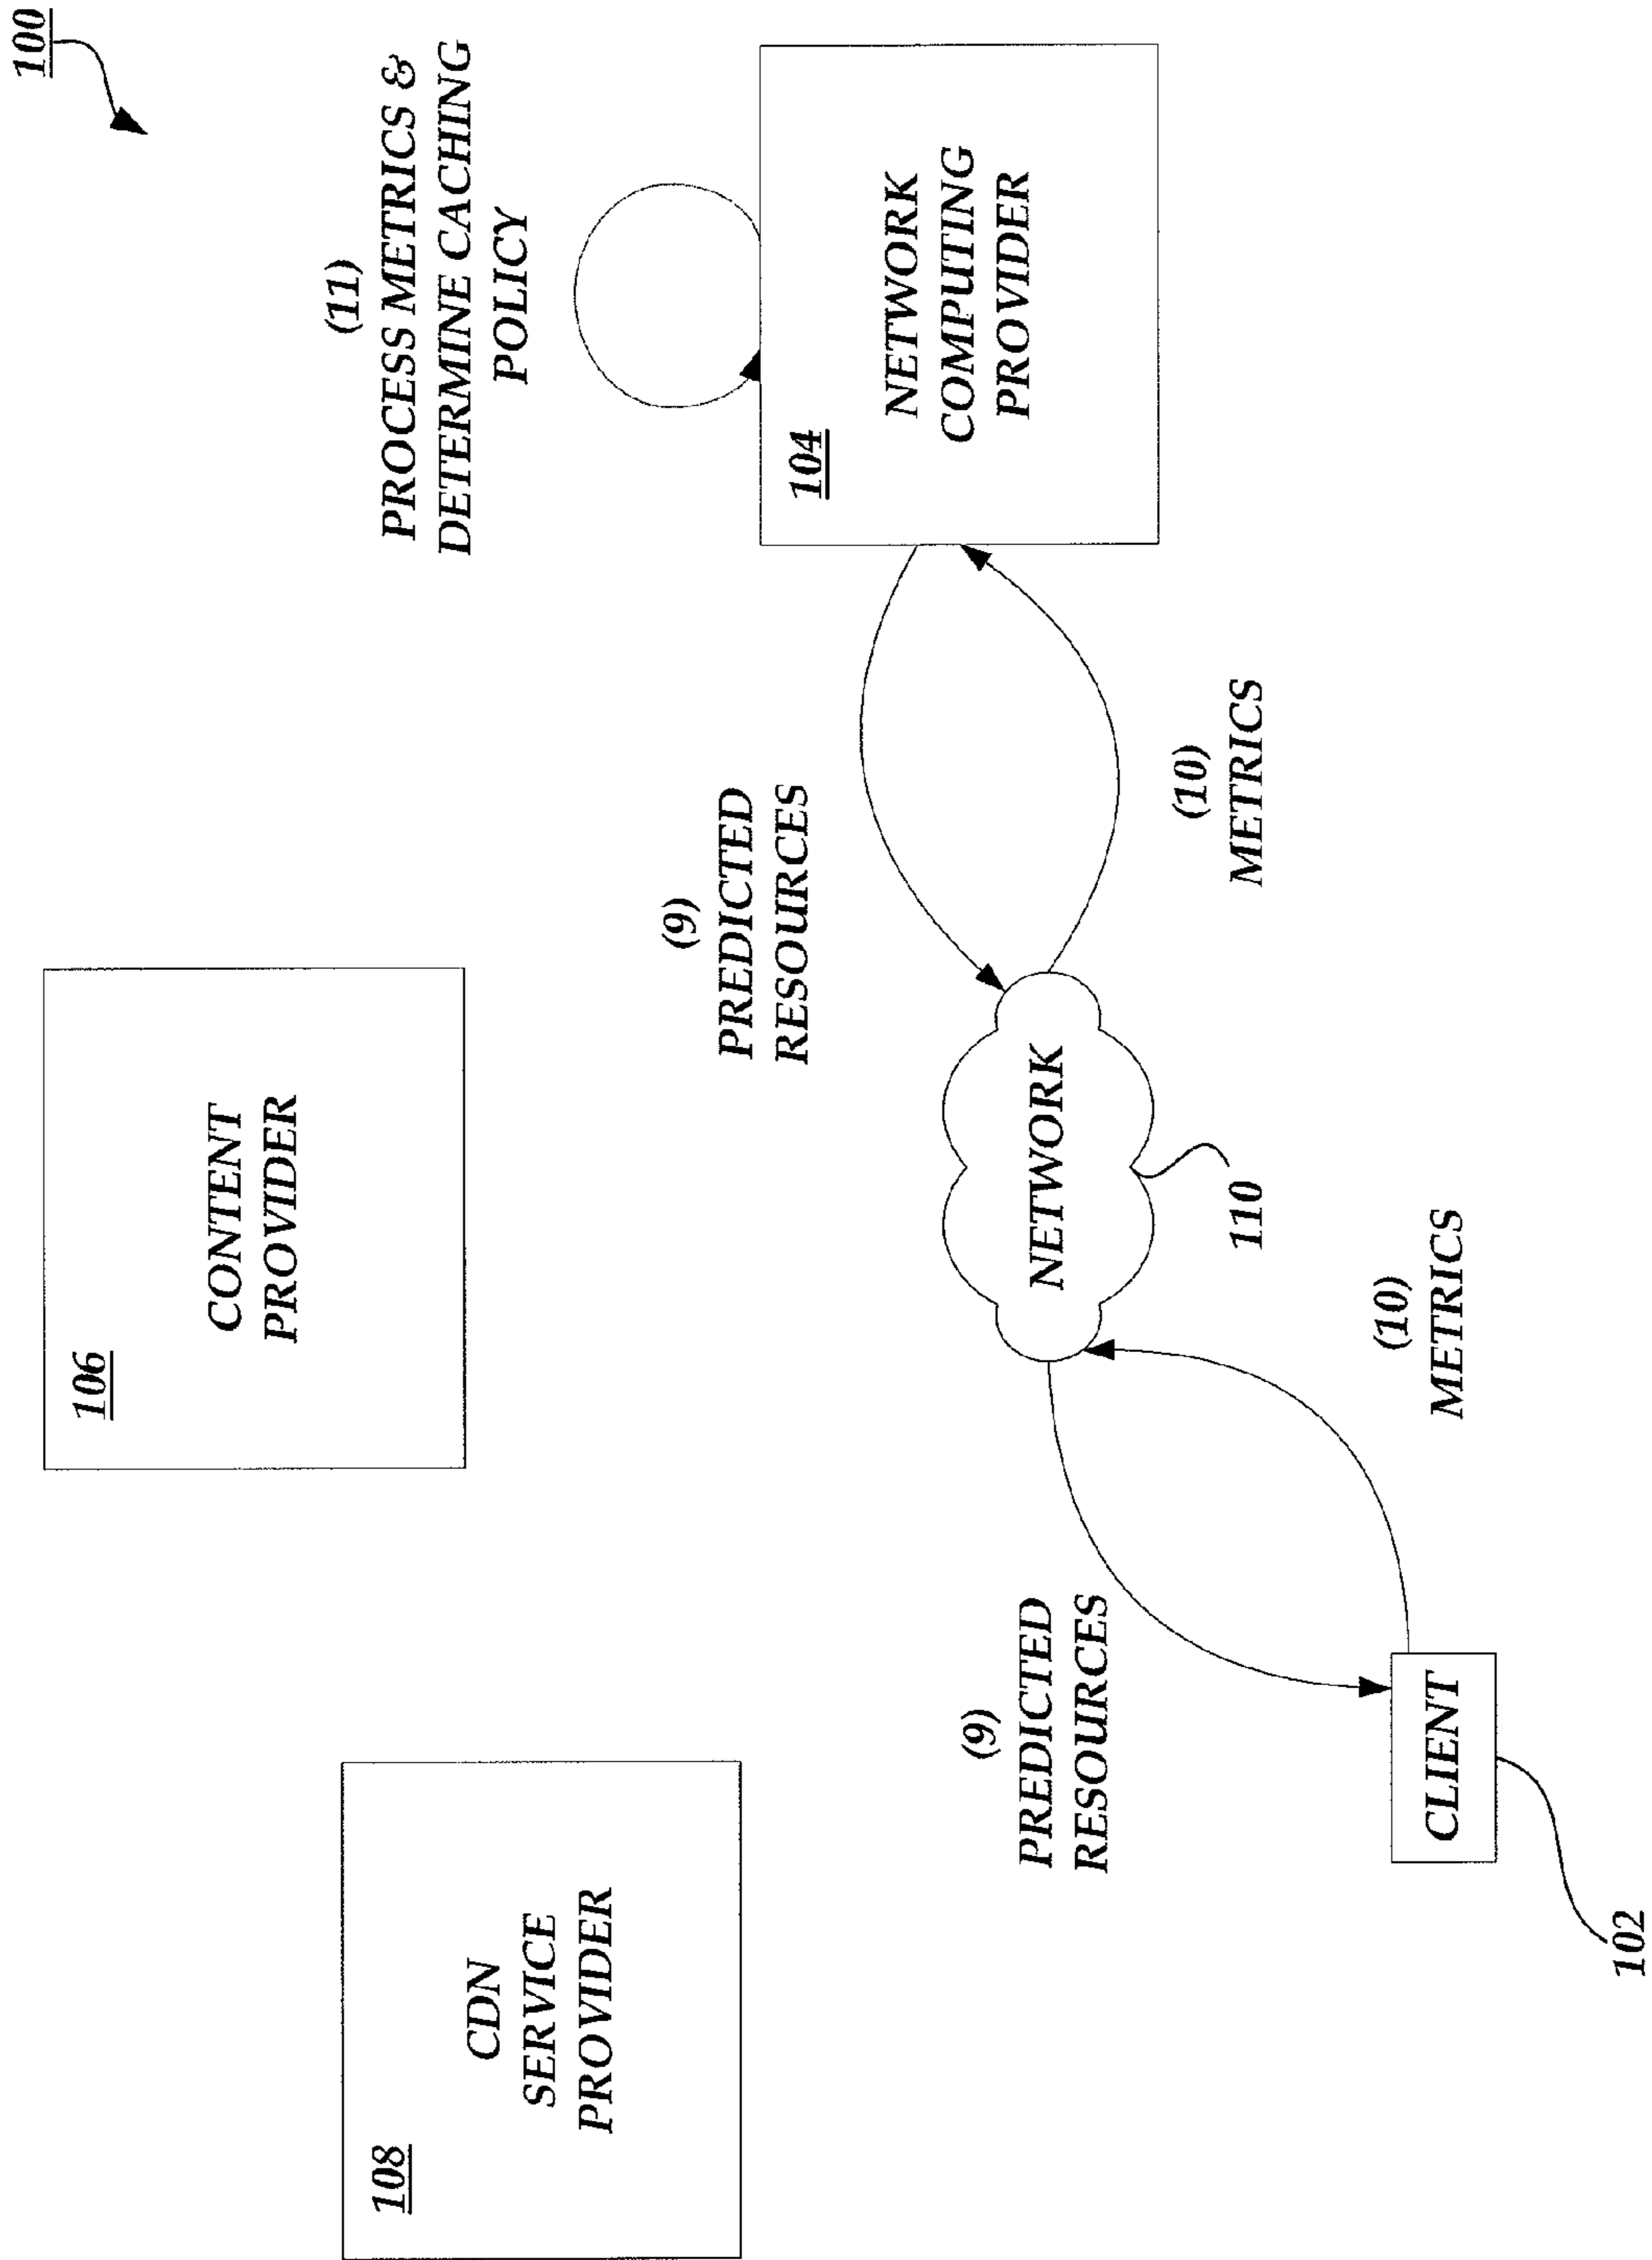 100
(11)
PROCESS METRICS &
DETERMINE CACHING
POLICY
106
CONTENT
PROVIDER
108
CDN
SERVICE
PROVIDER
104
NETWORK
COMPUTING
PROVIDER
(9)
PREDICTED
RESOURCES
(10)
METRICS
NETWORK
110
(9)
PREDICTED
RESOURCES
(10)
METRICS
CLIENT
102